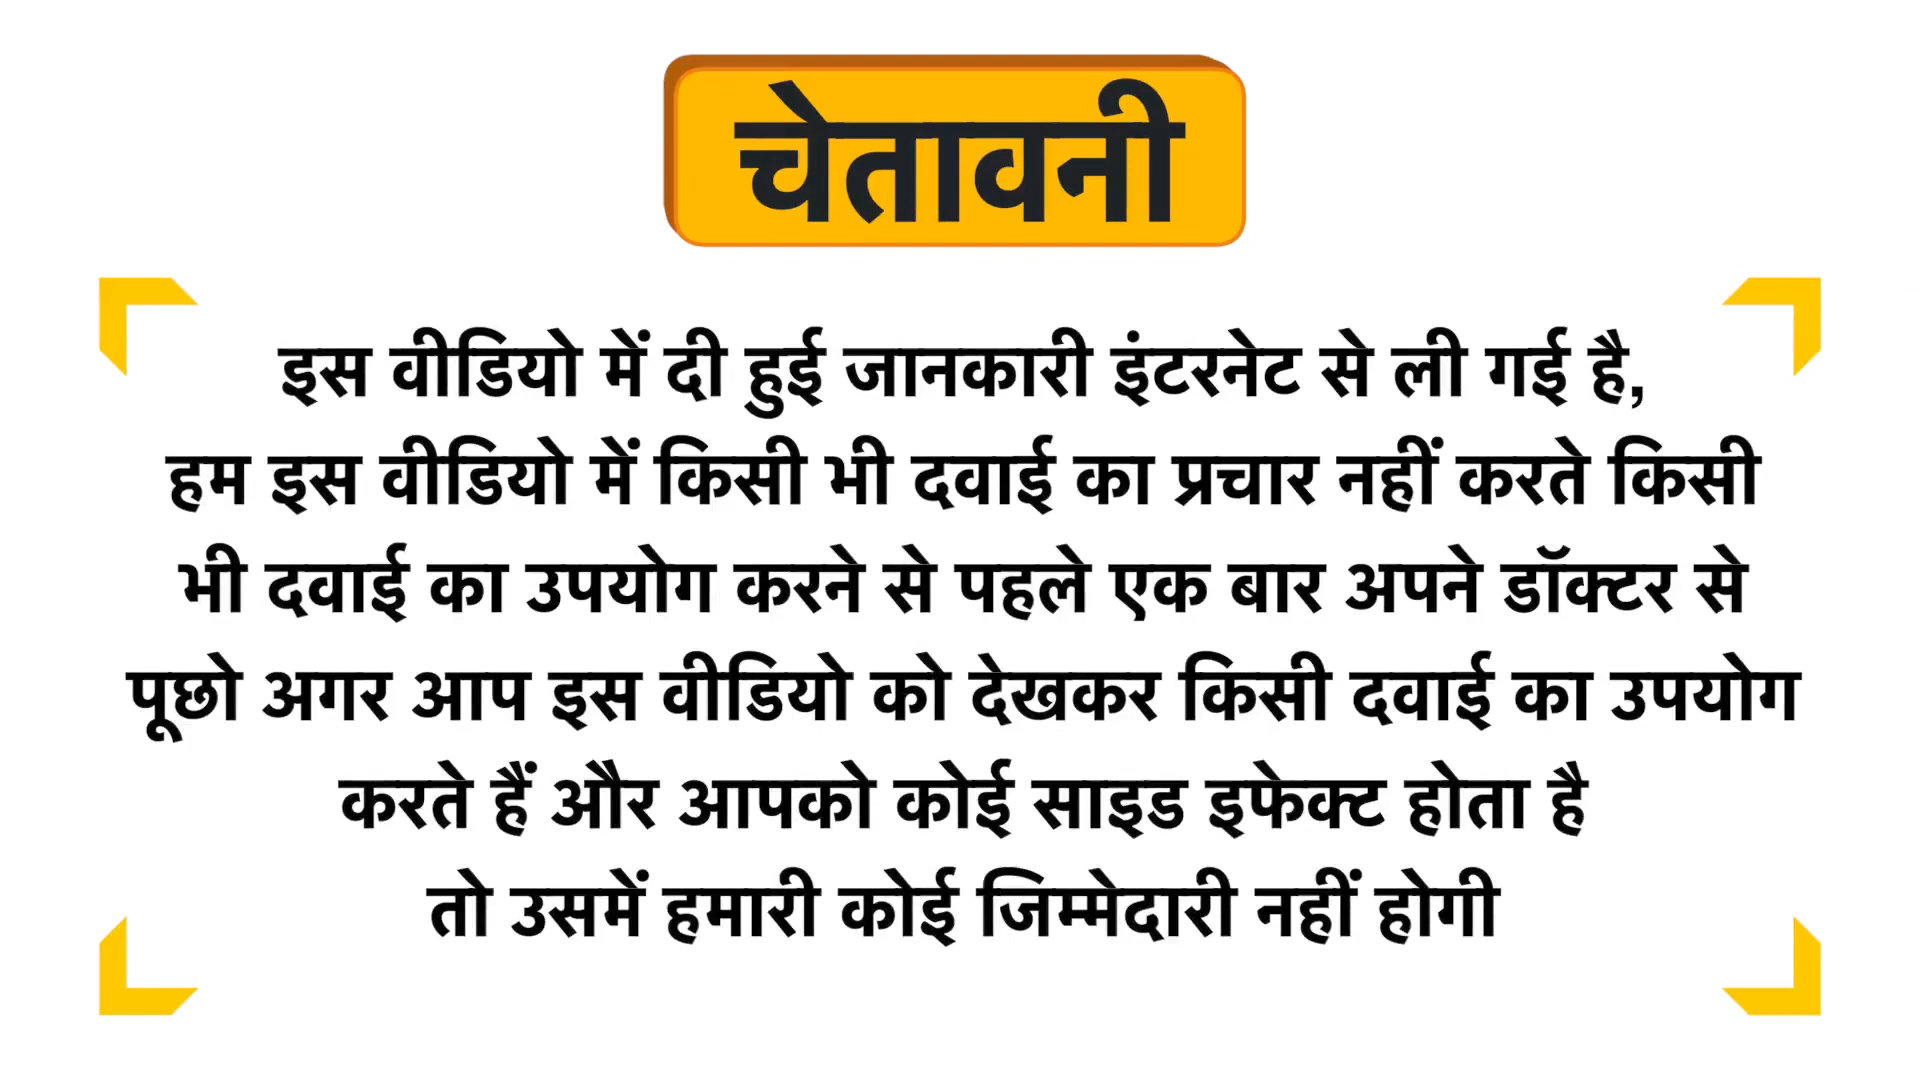 चेतावनी
इस वीडियो में दी हुई जानकारी इंटरनेट से ली गई है,
हम इस वीडियो में किसी भी दवाई का प्रचार नहीं करते किसी
भी दवाई का उपयोग करने से पहले एक बार अपने डॉक्टर से
पूछो अगर आप इस वीडियो को देखकर किसी दवाई का उपयोग
करते हैं और आपको कोई साइड इफेक्ट होता है
तो उसमें हमारी कोई जिम्मेदारी नहीं होगी